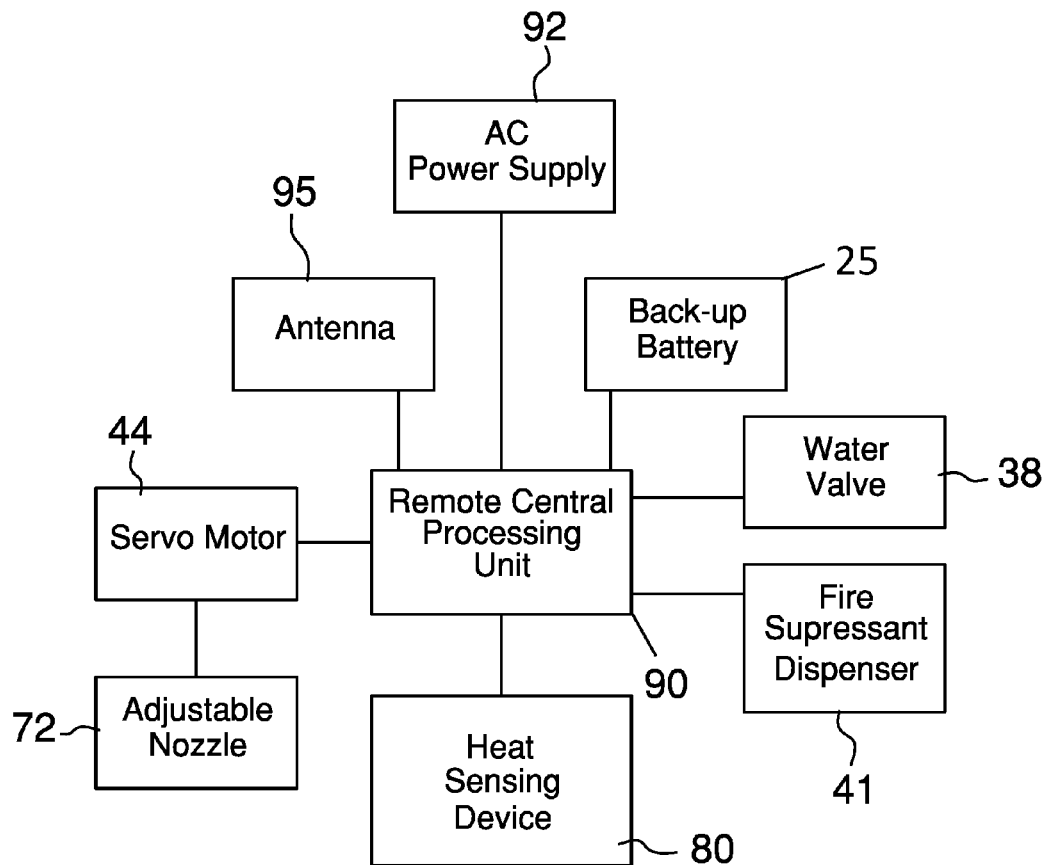 92
AC
Power Supply
95
Antenna
25
Back-up
Battery
44
Servo Motor
Remote Central
Processing
Unit
Water
Valve
38
72
Adjustable
Nozzle
90
Fire
Supressant
Dispenser
41
Heat
Sensing
Device
80